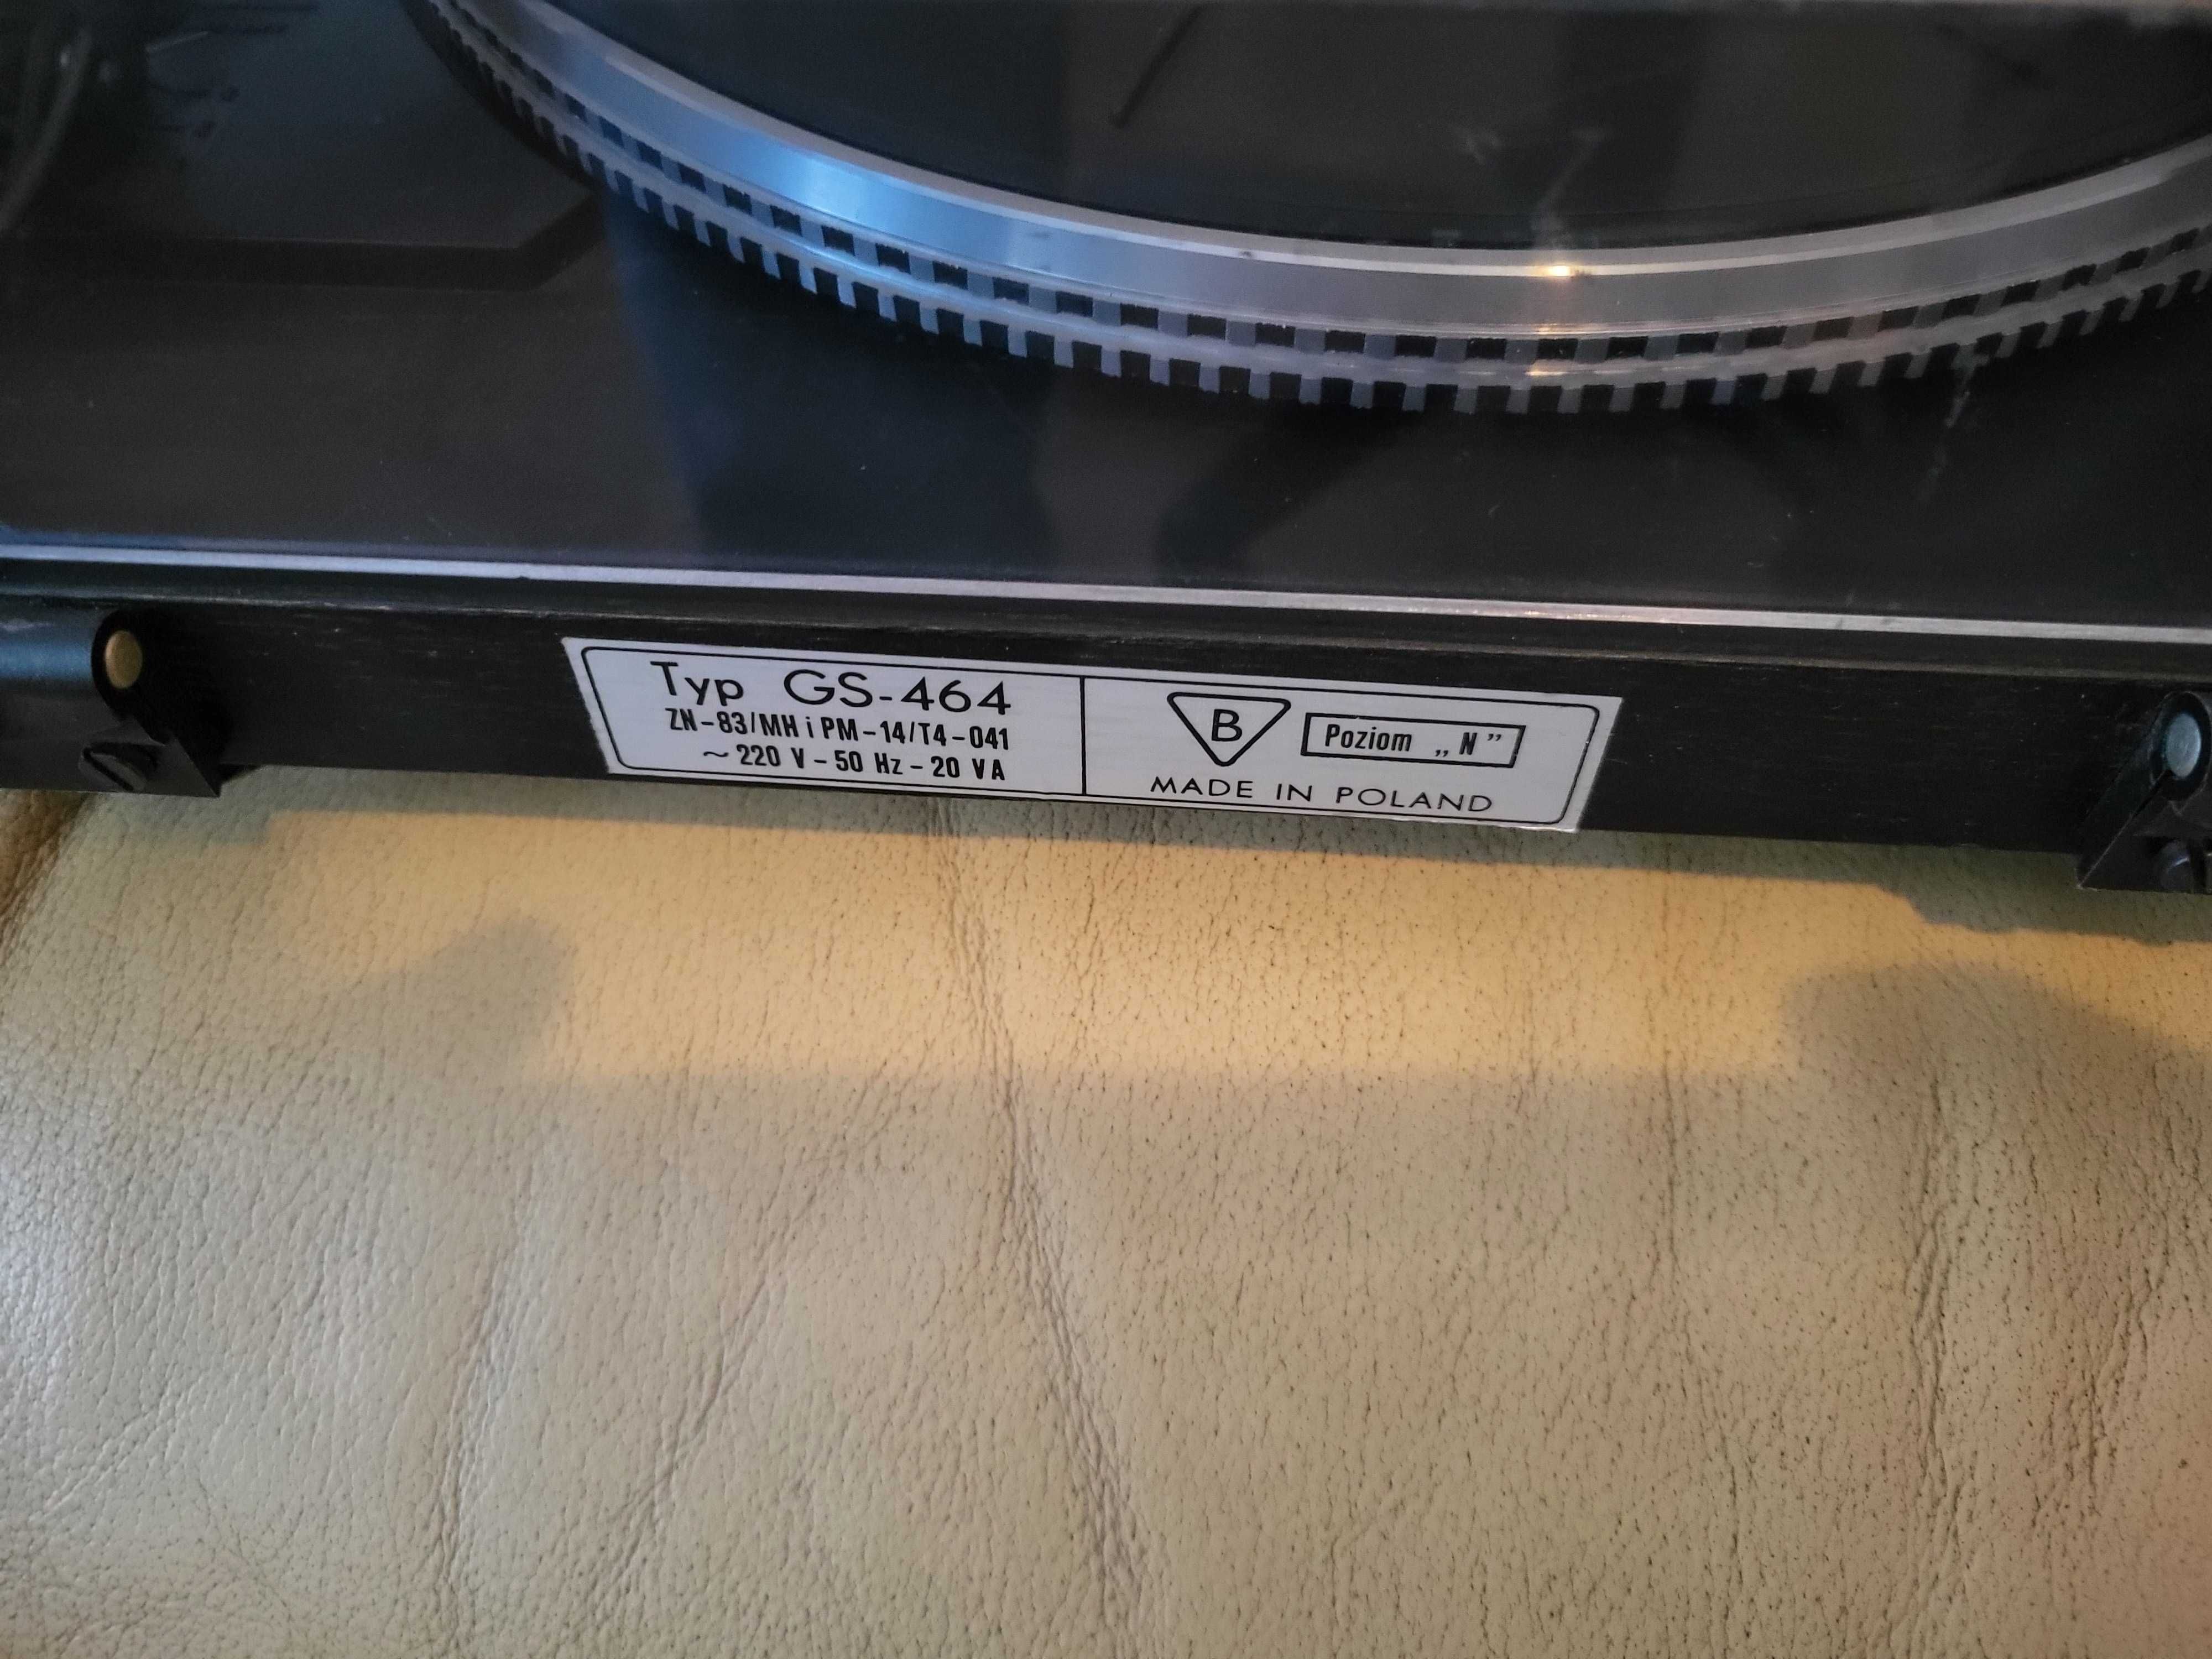 Typ GS-464
ZN-83/MH i PM-14/T4-041
~ 220 V - 50 Hz - 20 VA
B
Poziom „N”
MADE IN POLAND